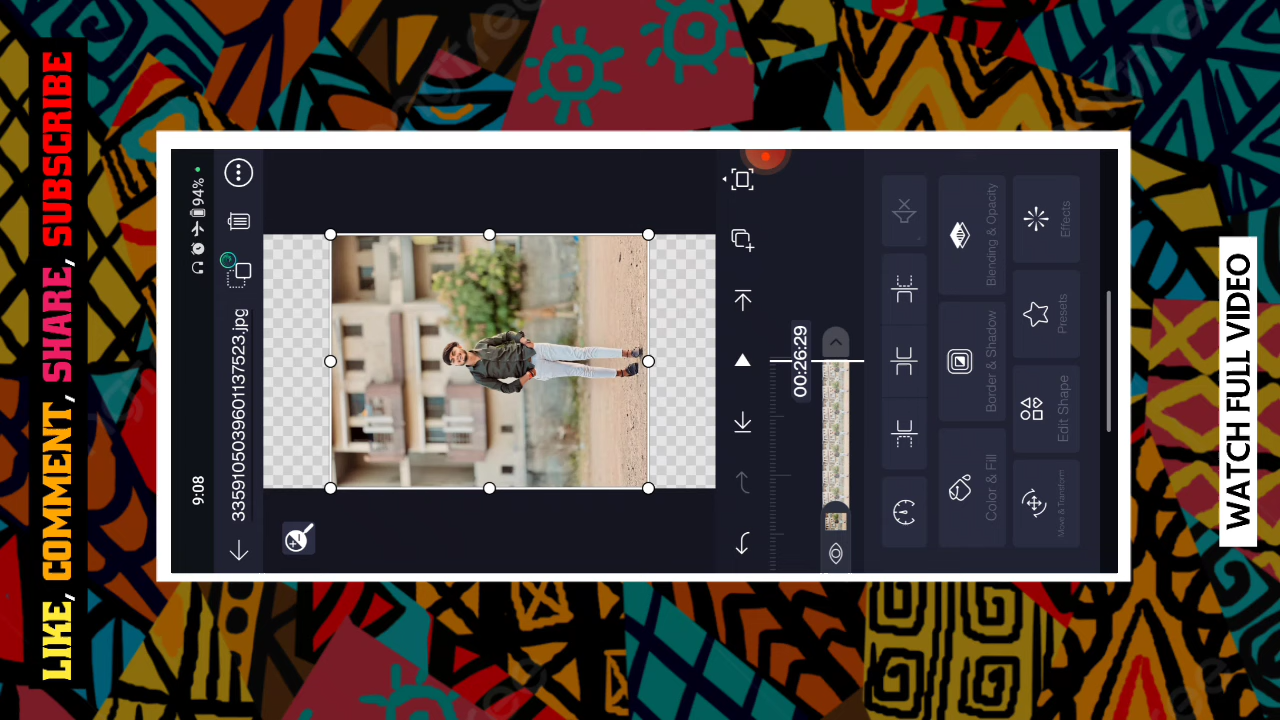 LIKE, COMMENT, SHARE, SUBSCRIBE
9:08
94%
3359105039601137523.jpg
00:26:29
Color & Fill
Border & Shadow
Blending & Opacity
Move & Transform
Edit Shape
Presets
Effects
WATCH FULL VIDEO